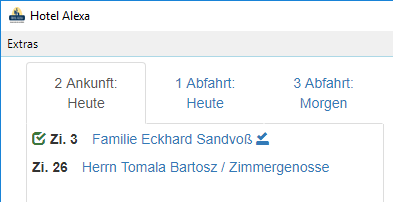 Hotel Alexa
Extras
2 Ankunft: 1 Abfahrt: 3 Abfahrt:
Heute Heute Morgen
Zi. 3 Familie Eckhard Sandvoß
Zi. 26 Herrn Tomala Bartosz / Zimmergenosse